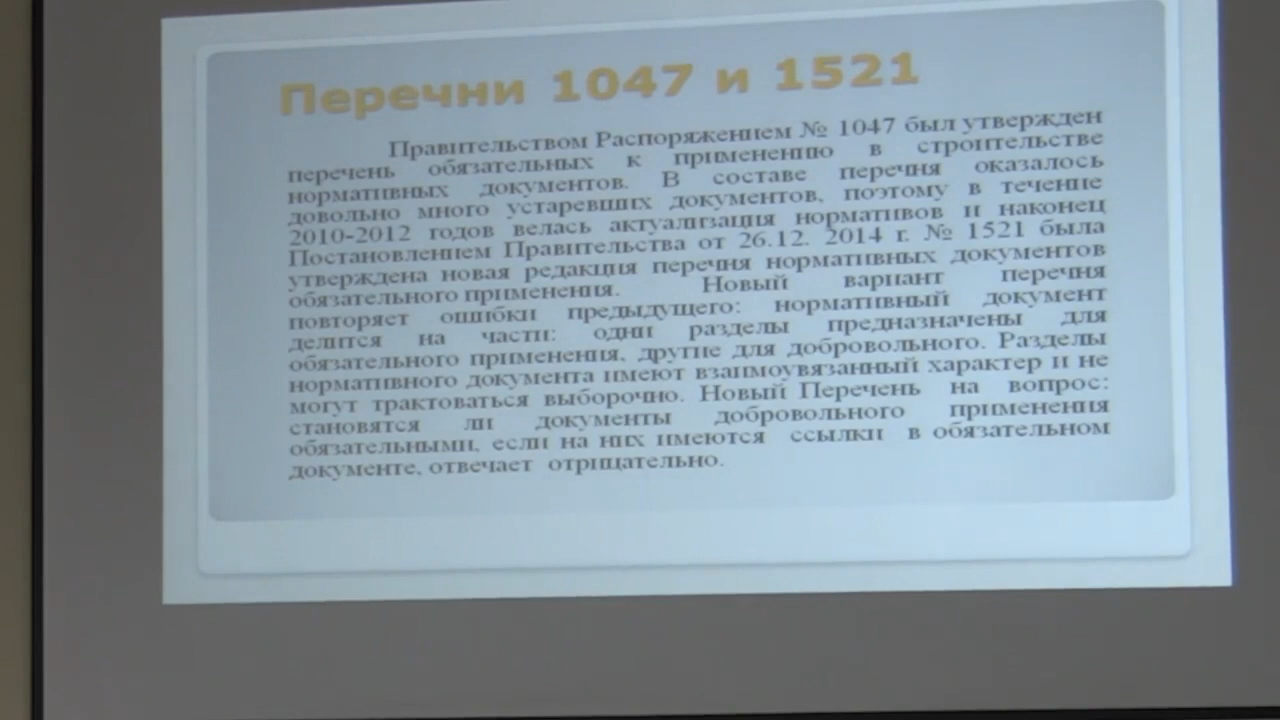 Перечни 1047 и 1521
Правительством Распоряжением № 1047 был утвержден
перечень обязательных к применению в строительстве
нормативных документов. В составе перечня оказалось
довольно много устаревших документов, поэтому в течение
2010-2012 годов велась актуализация нормативов и наконец
Постановлением Правительства от 26.12. 2014 г. № 1521 была
утверждена новая редакция перечня нормативных документов
обязательного применения. Новый вариант перечня
повторяет ошибки предыдущего: нормативный документ
делится на части: одни разделы предназначены для
обязательного применения, другие для добровольного. Разделы
нормативного документа имеют взаимоувязанный характер и не
могут трактоваться выборочно. Новый Перечень на вопрос:
становятся ли документы добровольного применения
обязательными, если на них имеются ссылки в обязательном
документе, отвечает отрицательно.